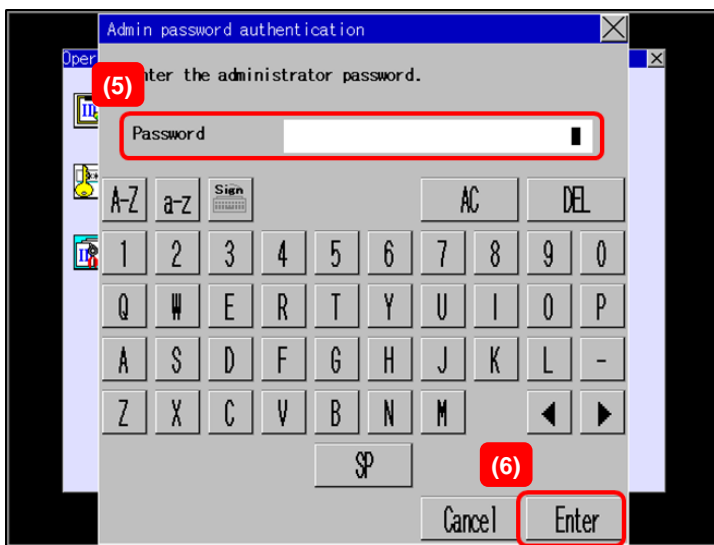 Admin password authentication
Oper
(5)
ter the administrator password.
Password
A-Z a-z Sign AC DEL
1 2 3 4 5 6 7 8 9 0
Q W E R T Y U I O P
A S D F G H J K L -
Z X C V B N M
SP
(6)
Cancel Enter